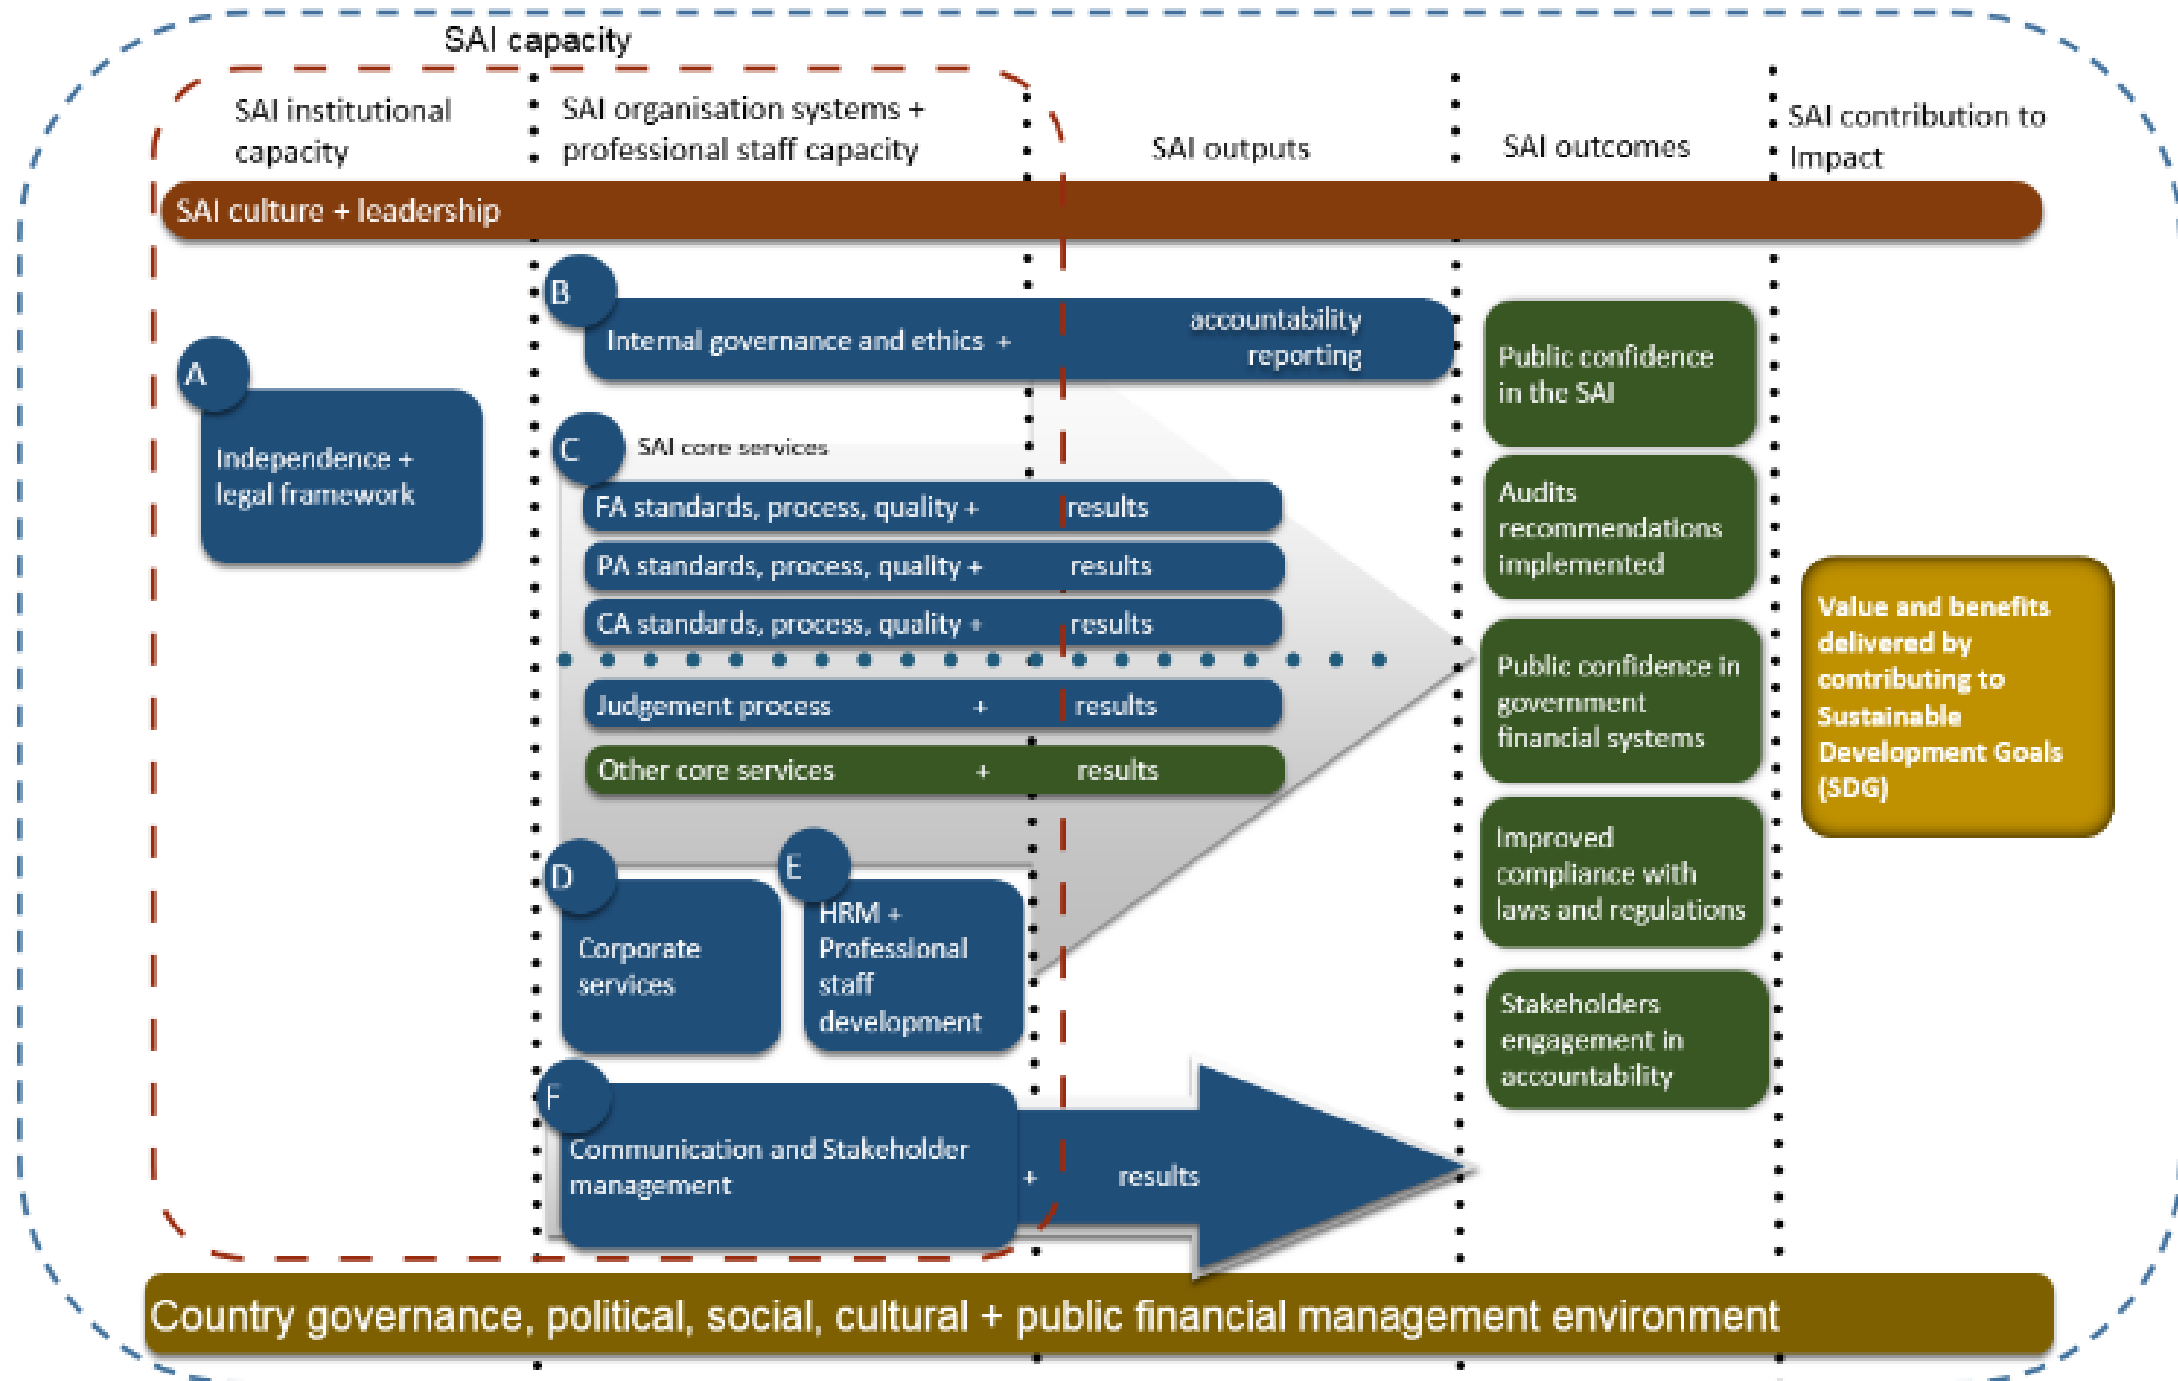 SAI capacity
SAI institutional
capacity
SAI organisation systems +
professional staff capacity
SAI outputs
SAI outcomes
SAI contribution to
Impact
SAI culture + leadership
A
Independence +
legal framework
B
Internal governance and ethics +
accountability
reporting
C
SAI core services
FA standards, process, quality + results
PA standards, process, quality + results
CA standards, process, quality + results
Judgement process + results
Other core services + results
D
Corporate
services
E
HRM +
Professional
staff
development
F
Communication and Stakeholder
management
+ results
Public confidence
in the SAI
Audits
recommendations
implemented
Public confidence in
government
financial systems
Improved
compliance with
laws and regulations
Stakeholders
engagement in
accountability
Value and benefits
delivered by
contributing to
Sustainable
Development Goals
(SDG)
Country governance, political, social, cultural + public financial management environment